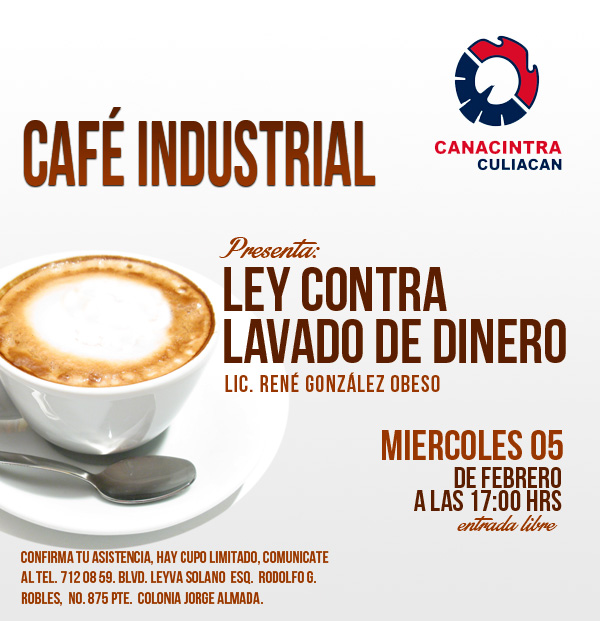 CANACINTRA
CULIACAN
CAFÉ INDUSTRIAL
Presenta:
LEY CONTRA
LAVADO DE DINERO
LIC. RENÉ GONZÁLEZ OBESO
MIERCOLES 05
DE FEBRERO
A LAS 17:00 HRS
entrada libre
CONFIRMA TU ASISTENCIA, HAY CUPO LIMITADO, COMUNICATE
AL TEL. 712 08 59. BLVD. LEYVA SOLANO ESQ. RODOLFO G.
ROBLES, NO. 875 PTE. COLONIA JORGE ALMADA.